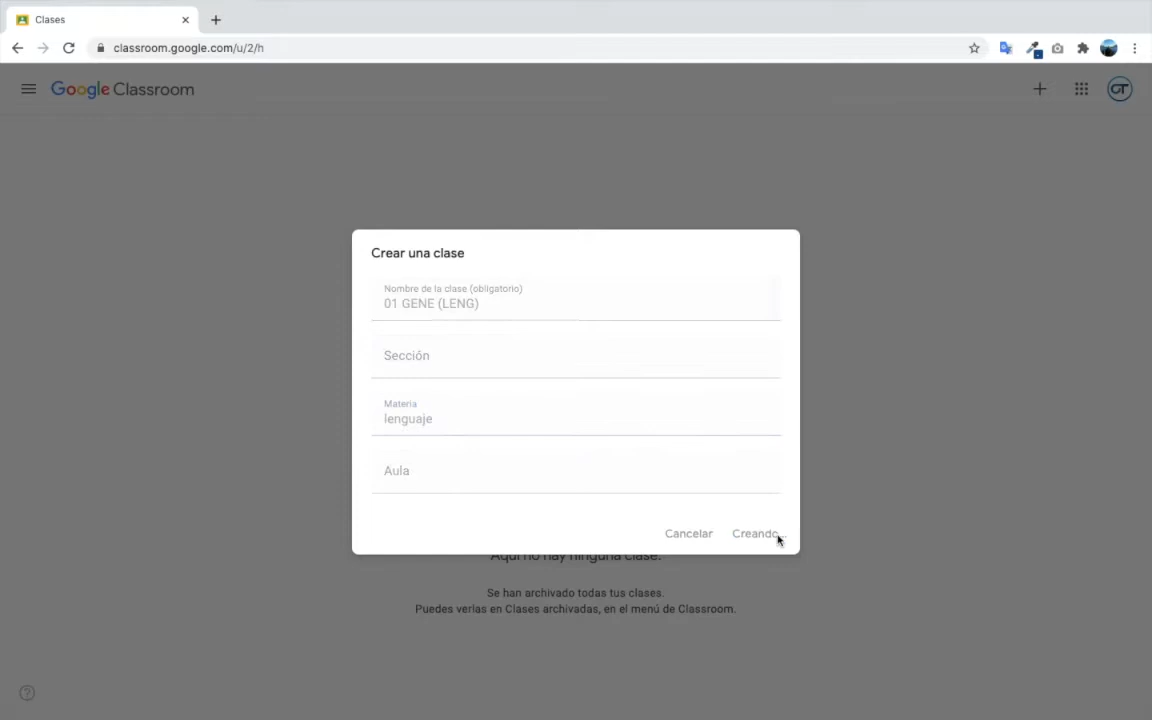 Clases
classroom.google.com/u/2/h
Google Classroom
GT
Crear una clase
Nombre de la clase (obligatorio)
01 GENE (LENG)
Sección
Materia
lenguaje
Aula
Cancelar
Creando...
Aquí no hay ninguna clase.
Se han archivado todas tus clases.
Puedes verlas en Clases archivadas, en el menú de Classroom.